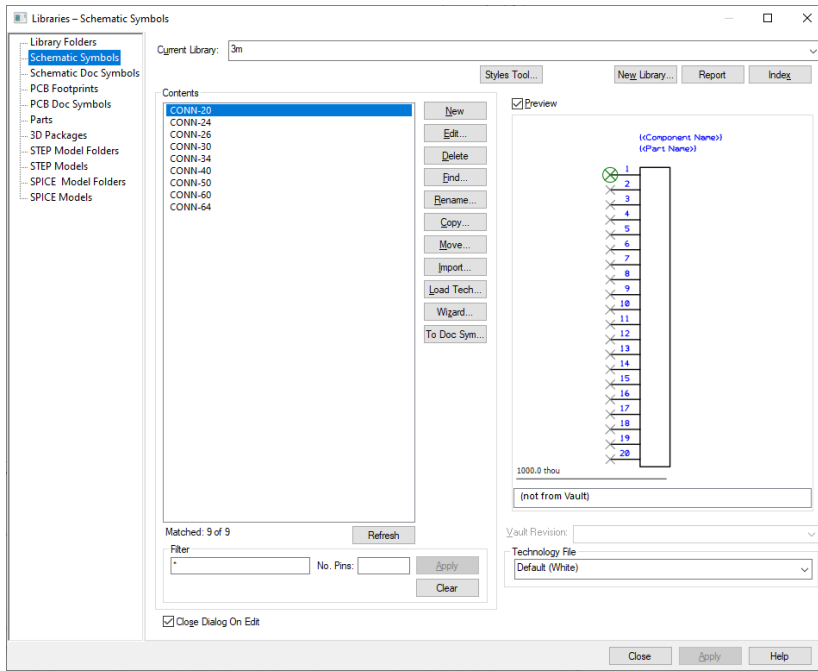 Libraries – Schematic Symbols
Library Folders
Schematic Symbols
Schematic Doc Symbols
PCB Footprints
PCB Doc Symbols
Parts
3D Packages
STEP Model Folders
STEP Models
SPICE Model Folders
SPICE Models
Current Library: 3m
Styles Tool... New Library... Report Index
Contents
CONN-20
CONN-24
CONN-26
CONN-30
CONN-34
CONN-40
CONN-50
CONN-60
CONN-64
New
Edit...
Delete
Find...
Rename...
Copy...
Move...
Import...
Load Tech...
Wizard...
To Doc Sym...
Matched: 9 of 9 Refresh
Filter
* No. Pins: Apply
Clear
Close Dialog On Edit
Preview
((Component Name))
((Part Name))
1
2
3
4
5
6
7
8
9
10
11
12
13
14
15
16
17
18
19
20
1000.0 thou
(not from Vault)
Vault Revision:
Technology File
Default (White)
Close Apply Help